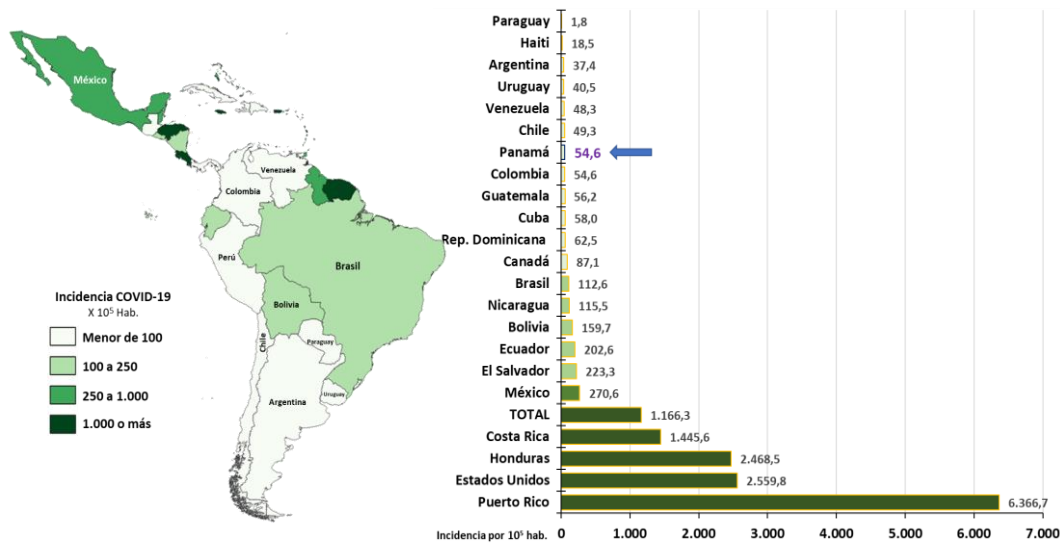 México
Venezuela
Colombia
Perú
Brasil
Bolivia
Paraguay
Chile
Uruguay
Argentina
Incidencia COVID-19
X 10⁵ Hab.
Menor de 100
100 a 250
250 a 1.000
1.000 o más
Paraguay 1,8
Haiti 18,5
Argentina 37,4
Uruguay 40,5
Venezuela 48,3
Chile 49,3
Panamá 54,6
Colombia 54,6
Guatemala 56,2
Cuba 58,0
Rep. Dominicana 62,5
Canadá 87,1
Brasil 112,6
Nicaragua 115,5
Bolivia 159,7
Ecuador 202,6
El Salvador 223,3
México 270,6
TOTAL 1.166,3
Costa Rica 1.445,6
Honduras 2.468,5
Estados Unidos 2.559,8
Puerto Rico 6.366,7
Incidencia por 10⁵ hab. 0 1.000 2.000 3.000 4.000 5.000 6.000 7.000